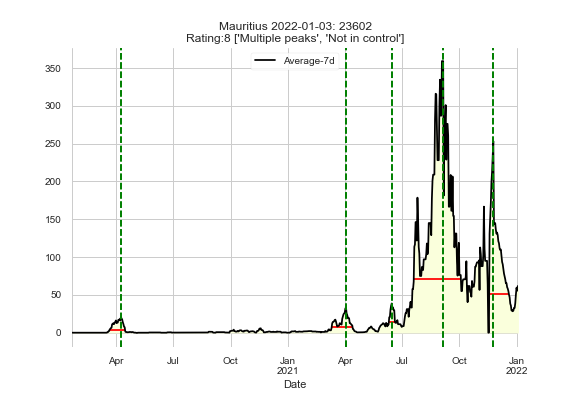 Mauritius 2022-01-03: 23602
Rating:8 ['Multiple peaks', 'Not in control']
Average-7d
350
300
250
200
150
100
50
0
Apr Jul Oct Jan Apr Jul Oct Jan
2021 2022
Date